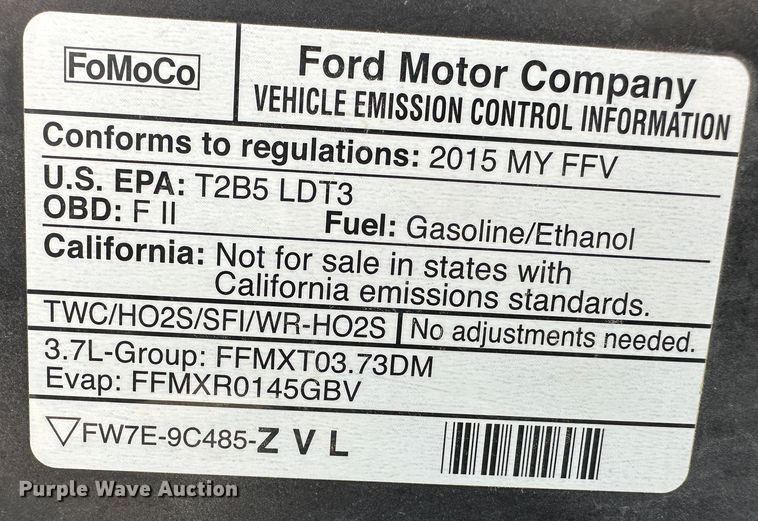 FoMoCo
Ford Motor Company
VEHICLE EMISSION CONTROL INFORMATION
Conforms to regulations: 2015 MY FFV
U.S. EPA: T2B5 LDT3
OBD: F II Fuel: Gasoline/Ethanol
California: Not for sale in states with
California emissions standards.
TWC/HO2S/SFI/WR-HO2S No adjustments needed.
3.7L-Group: FFMXT03.73DM
Evap: FFMXR0145GBV
FW7E-9C485-Z V L
Purple Wave Auction